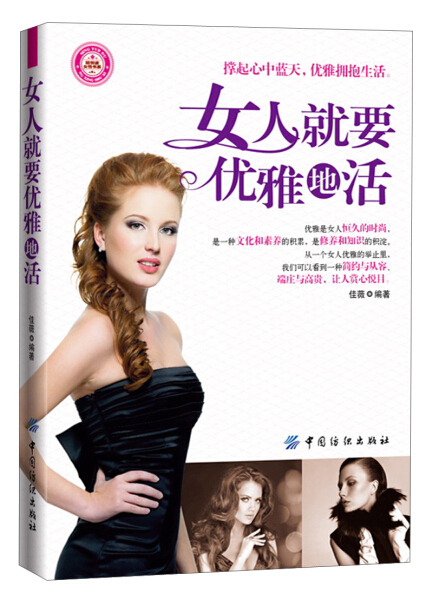 撑起心中蓝天，优雅拥抱生活。
女人就要
优雅地活
优雅是女人恒久的时尚，
是一种文化和素养的积累，是修养和知识的积淀，
从一个女人优雅的举止里，
我们可以看到一种简约与从容、
端庄与高贵，让人赏心悦目。
佳薇 编著
中国纺织出版社
女人就要优雅地活
佳薇 编著
中国纺织出版社